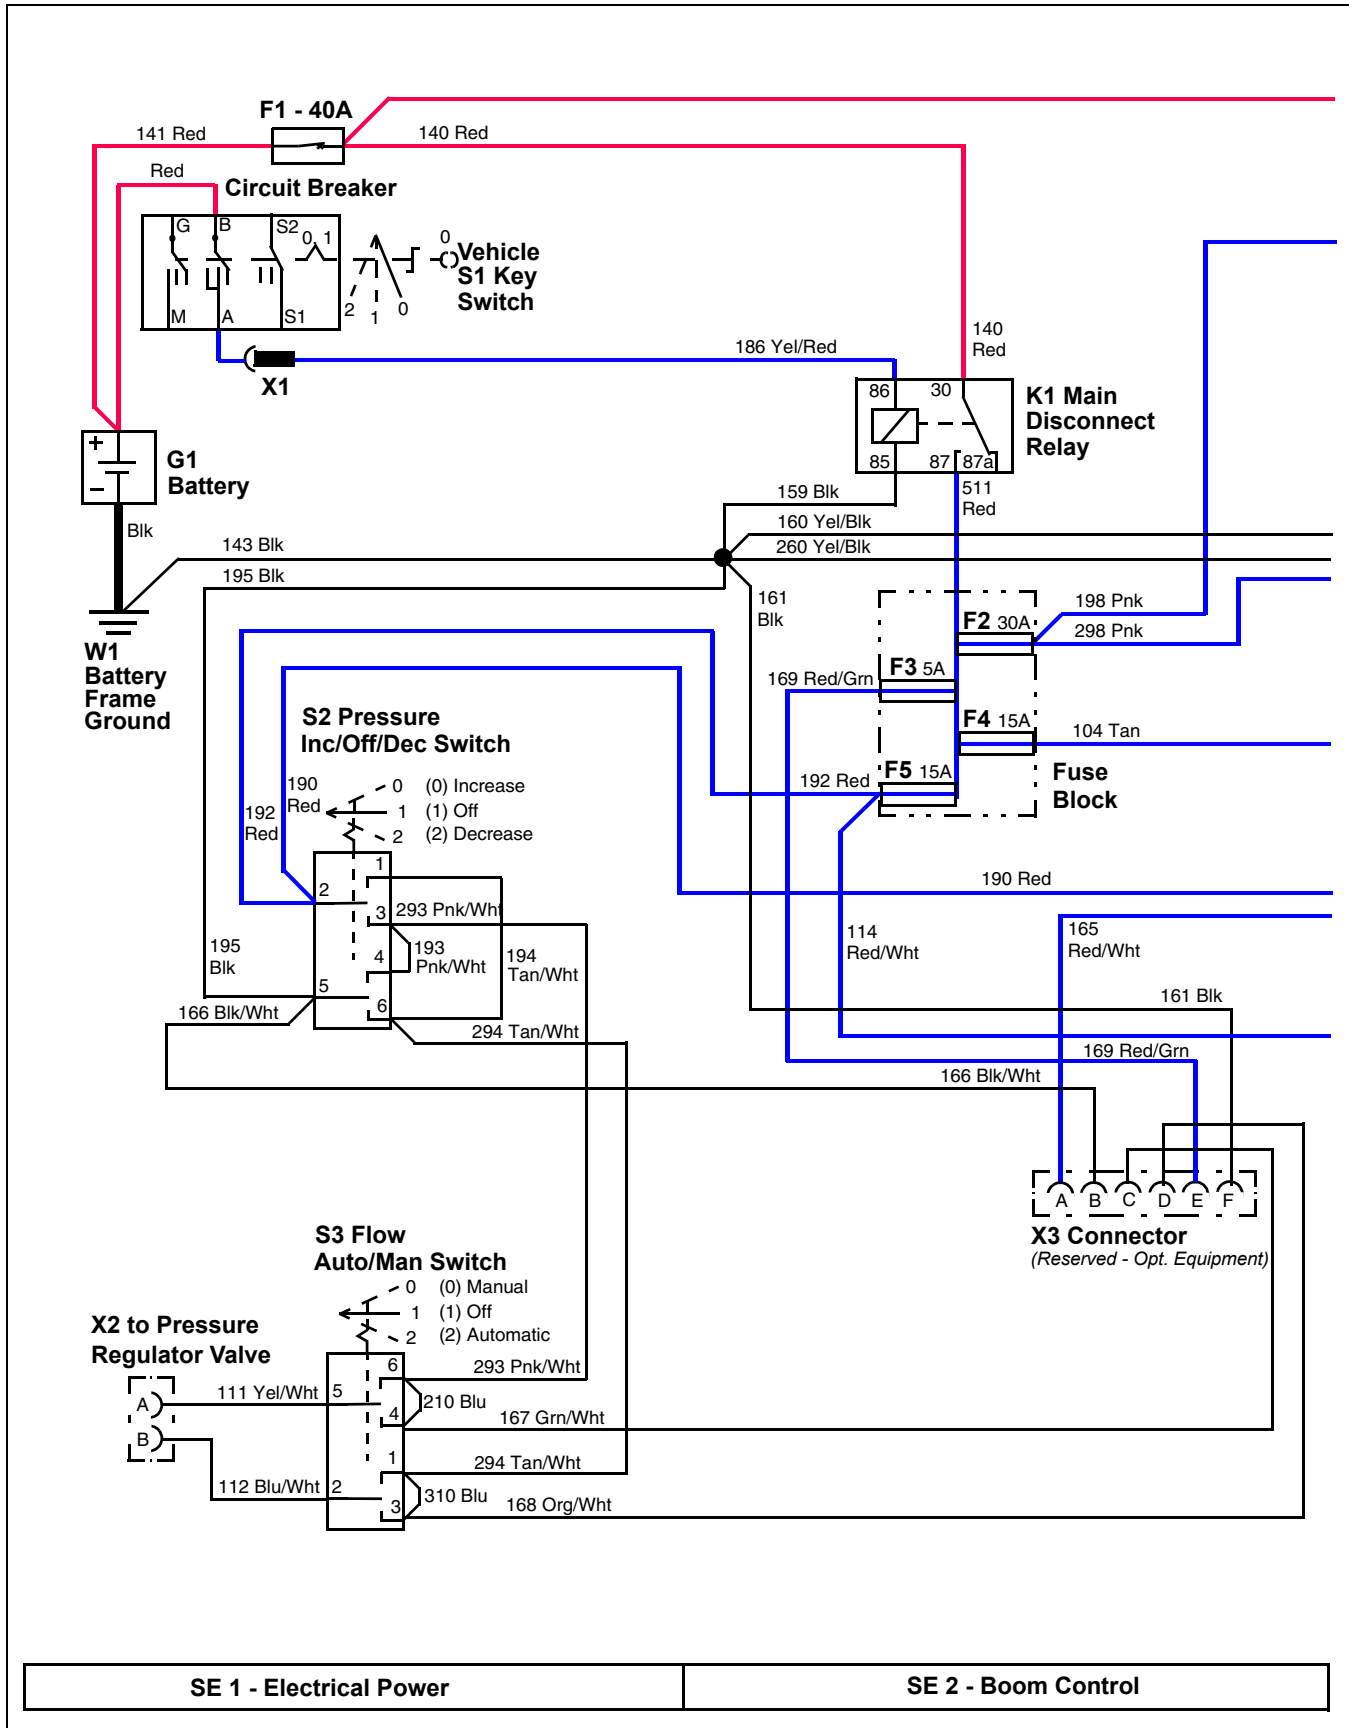 F1 - 40A
141 Red
140 Red
Red
Circuit Breaker
G
B
S2
0
1
M
A
S1
2
1
0
0
Vehicle
S1 Key
Switch
X1
186 Yel/Red
140
Red
86
30
85
87
87a
K1 Main
Disconnect
Relay
511
Red
+
-
G1
Battery
Blk
159 Blk
160 Yel/Blk
260 Yel/Blk
143 Blk
195 Blk
161
Blk
W1
Battery
Frame
Ground
198 Pnk
298 Pnk
F2 30A
F3 5A
169 Red/Grn
F4 15A
104 Tan
F5 15A
192 Red
Fuse
Block
S2 Pressure
Inc/Off/Dec Switch
190
Red
192
Red
0 (0) Increase
1 (1) Off
2 (2) Decrease
1
2
3
4
5
6
293 Pnk/Wht
193
Pnk/Wht
194
Tan/Wht
195
Blk
166 Blk/Wht
294 Tan/Wht
190 Red
114
Red/Wht
165
Red/Wht
161 Blk
169 Red/Grn
166 Blk/Wht
A B C D E F
X3 Connector
(Reserved - Opt. Equipment)
S3 Flow
Auto/Man Switch
0 (0) Manual
1 (1) Off
2 (2) Automatic
X2 to Pressure
Regulator Valve
A
B
111 Yel/Wht
112 Blu/Wht
6
5
4
1
2
3
293 Pnk/Wht
210 Blu
167 Grn/Wht
294 Tan/Wht
310 Blu
168 Org/Wht
SE 1 - Electrical Power
SE 2 - Boom Control